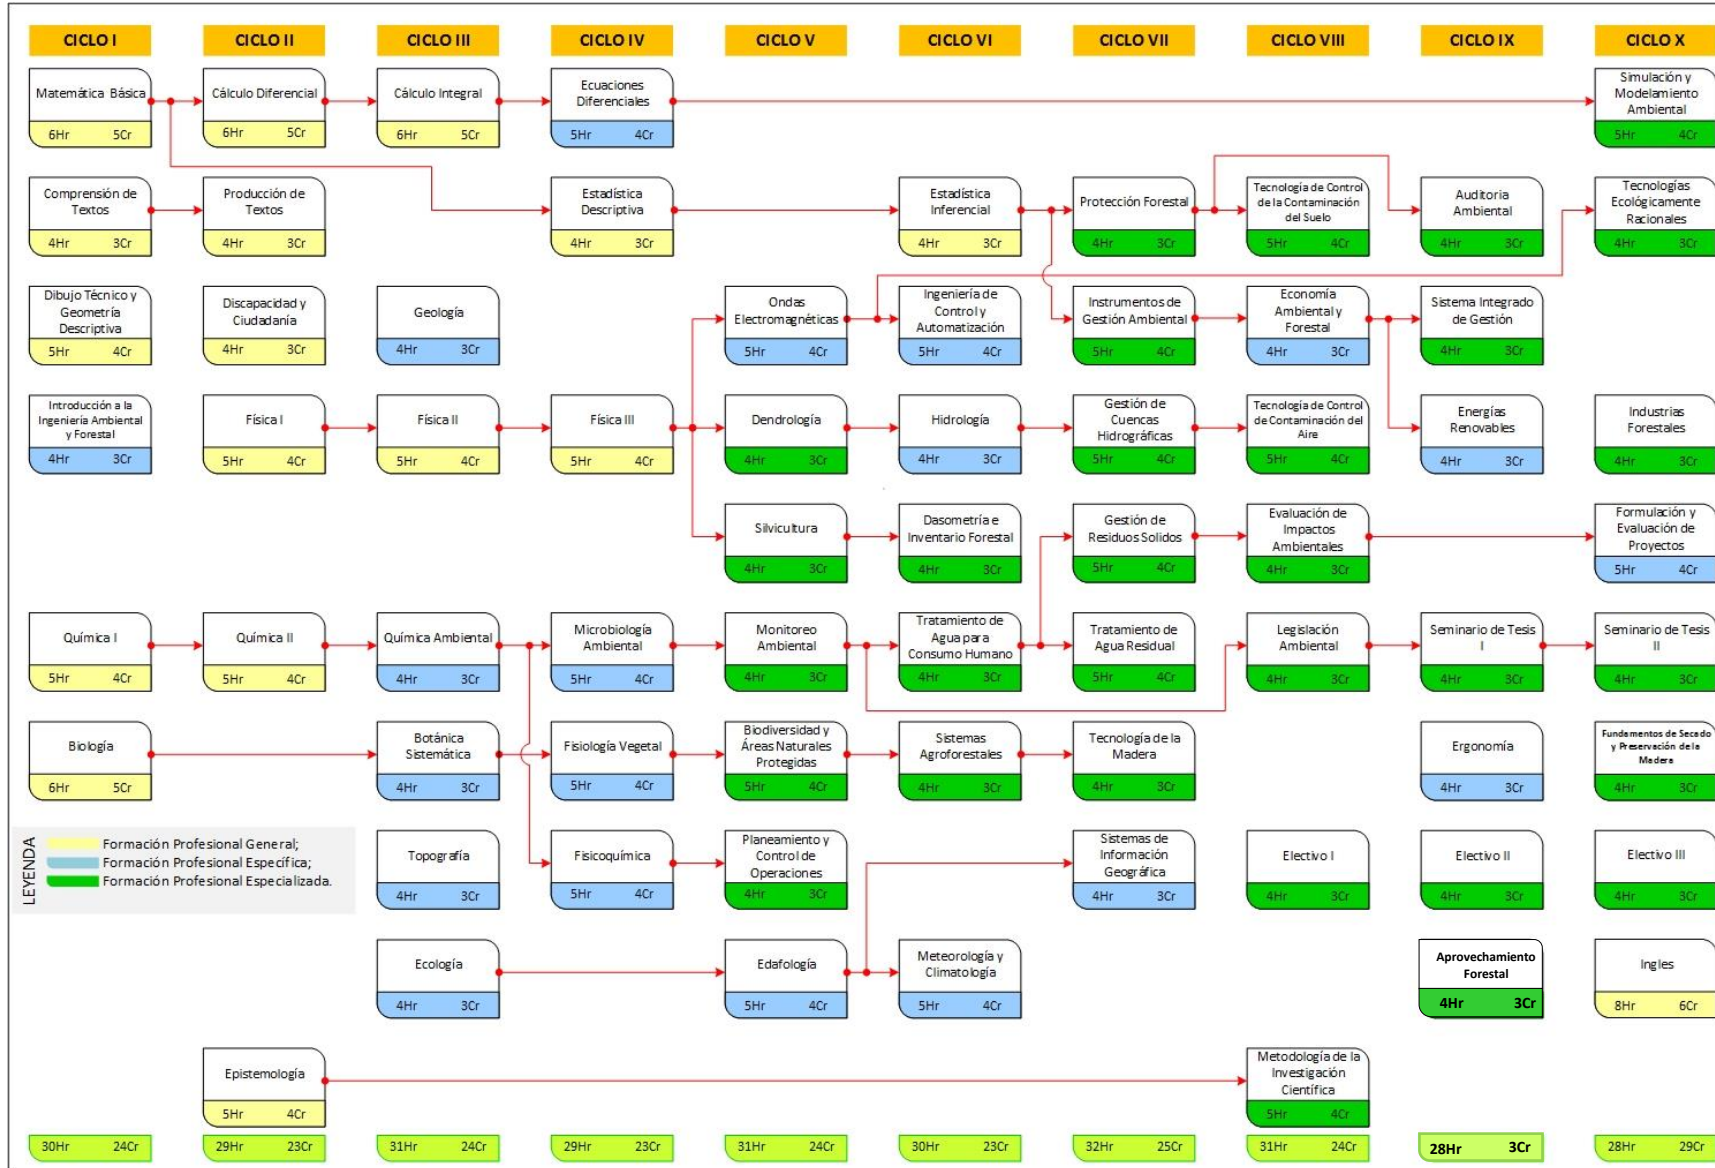 CICLO I
CICLO II
CICLO III
CICLO IV
CICLO V
CICLO VI
CICLO VII
CICLO VIII
CICLO IX
CICLO X
Matemática Básica
6Hr 5Cr
Cálculo Diferencial
6Hr 5Cr
Cálculo Integral
6Hr 5Cr
Ecuaciones
Diferenciales
5Hr 4Cr
Simulación y
Modelamiento
Ambiental
5Hr 4Cr
Comprensión de
Textos
4Hr 3Cr
Producción de
Textos
4Hr 3Cr
Estadística
Descriptiva
4Hr 3Cr
Estadística
Inferencial
4Hr 3Cr
Protección Forestal
4Hr 3Cr
Tecnología de Control
de la Contaminación
del Suelo
5Hr 4Cr
Auditoria
Ambiental
4Hr 3Cr
Tecnologías
Ecológicamente
Racionales
4Hr 3Cr
Dibujo Técnico y
Geometría
Descriptiva
5Hr 4Cr
Discapacidad y
Ciudadanía
4Hr 3Cr
Geología
4Hr 3Cr
Ondas
Electromagnéticas
5Hr 4Cr
Ingeniería de
Control y
Automatización
5Hr 4Cr
Instrumentos de
Gestión Ambiental
5Hr 4Cr
Economía
Ambiental y
Forestal
4Hr 3Cr
Sistema Integrado
de Gestión
4Hr 3Cr
Introducción a la
Ingeniería Ambiental
y Forestal
4Hr 3Cr
Física I
5Hr 4Cr
Física II
5Hr 4Cr
Física III
5Hr 4Cr
Dendrología
4Hr 3Cr
Hidrología
4Hr 3Cr
Gestión de
Cuencas
Hidrográficas
5Hr 4Cr
Tecnología de Control
de Contaminación del
Aire
5Hr 4Cr
Energías
Renovables
4Hr 3Cr
Industrias
Forestales
4Hr 3Cr
Silvicultura
4Hr 3Cr
Dasometría e
Inventario Forestal
4Hr 3Cr
Gestión de
Residuos Solidos
5Hr 4Cr
Evaluación de
Impactos
Ambientales
4Hr 3Cr
Formulación y
Evaluación de
Proyectos
5Hr 4Cr
Química I
5Hr 4Cr
Química II
5Hr 4Cr
Química Ambiental
4Hr 3Cr
Microbiología
Ambiental
5Hr 4Cr
Monitoreo
Ambiental
4Hr 3Cr
Tratamiento de
Agua para
Consumo Humano
4Hr 3Cr
Tratamiento de
Agua Residual
5Hr 4Cr
Legislación
Ambiental
4Hr 3Cr
Seminario de Tesis
I
4Hr 3Cr
Seminario de Tesis
II
4Hr 3Cr
Biología
6Hr 5Cr
Botánica
Sistemática
4Hr 3Cr
Fisiología Vegetal
5Hr 4Cr
Biodiversidad y
Áreas Naturales
Protegidas
5Hr 4Cr
Sistemas
Agroforestales
4Hr 3Cr
Tecnología de la
Madera
4Hr 3Cr
Ergonomía
4Hr 3Cr
Fundamentos de Secado
y Preservación de la
Madera
4Hr 3Cr
LEYENDA
Formación Profesional General;
Formación Profesional Específica;
Formación Profesional Especializada.
Topografía
4Hr 3Cr
Fisicoquímica
5Hr 4Cr
Planeamiento y
Control de
Operaciones
4Hr 3Cr
Sistemas de
Información
Geográfica
4Hr 3Cr
Electivo I
4Hr 3Cr
Electivo II
4Hr 3Cr
Electivo III
4Hr 3Cr
Ecología
4Hr 3Cr
Edafología
5Hr 4Cr
Meteorología y
Climatología
5Hr 4Cr
Aprovechamiento
Forestal
4Hr 3Cr
Ingles
8Hr 6Cr
Epistemología
5Hr 4Cr
Metodología de la
Investigación
Científica
5Hr 4Cr
30Hr 24Cr
29Hr 23Cr
31Hr 24Cr
29Hr 23Cr
31Hr 24Cr
30Hr 23Cr
32Hr 25Cr
31Hr 24Cr
28Hr 3Cr
28Hr 29Cr